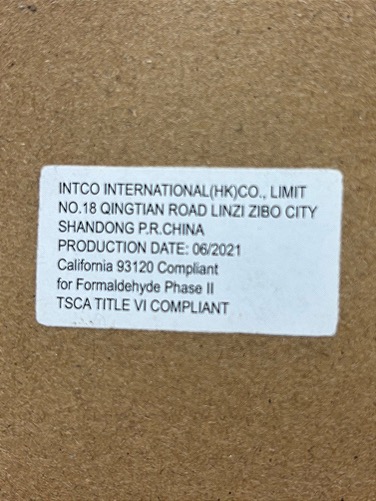 INTCO INTERNATIONAL(HK)CO., LIMIT
NO.18 QINGTIAN ROAD LINZI ZIBO CITY
SHANDONG P.R.CHINA
PRODUCTION DATE: 06/2021
California 93120 Compliant
for Formaldehyde Phase II
TSCA TITLE VI COMPLIANT